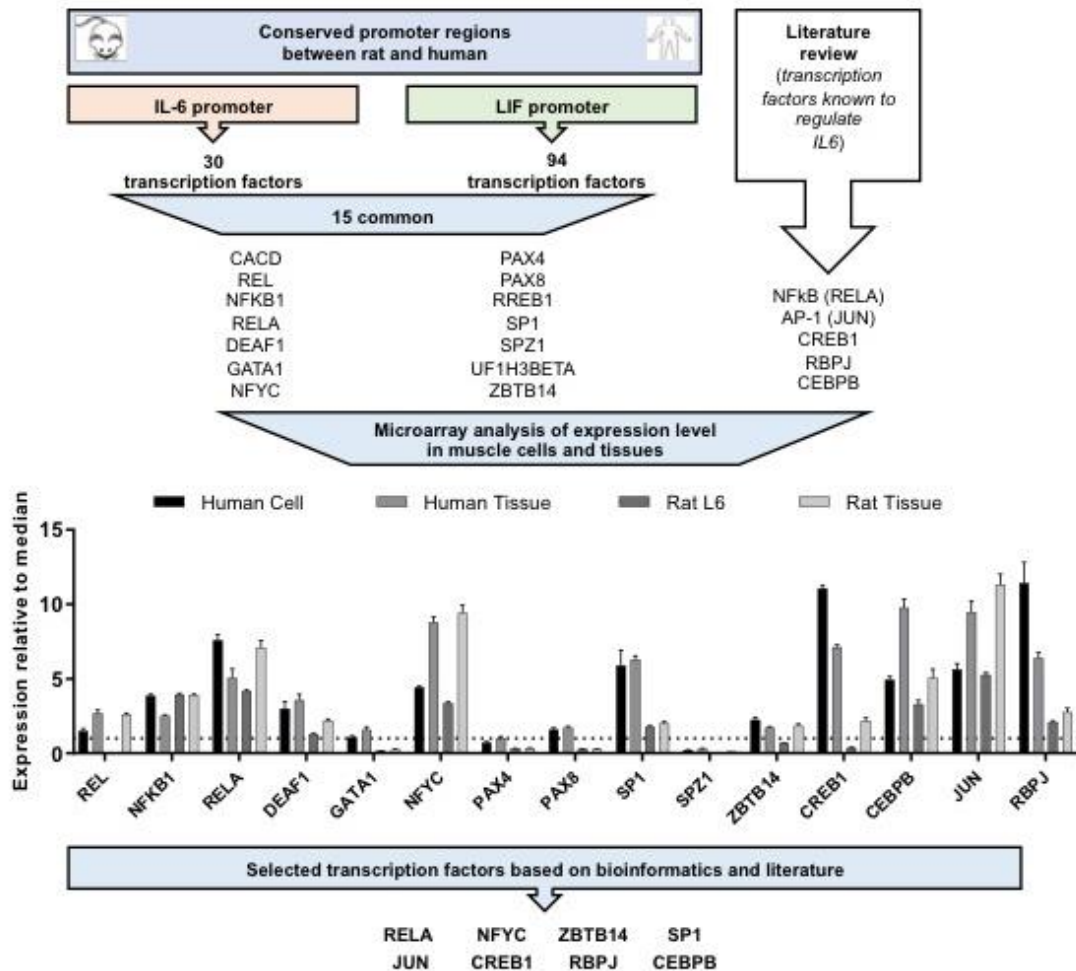 Conserved promoter regions
between rat and human
Literature
review
(transcription
factors known to
regulate
IL6)
IL-6 promoter
LIF promoter
30
transcription factors
94
transcription factors
15 common
CACD
REL
NFKB1
RELA
DEAF1
GATA1
NFYC
PAX4
PAX8
RREB1
SP1
SPZ1
UF1H3BETA
ZBTB14
NFkB (RELA)
AP-1 (JUN)
CREB1
RBPJ
CEBPB
Microarray analysis of expression level
in muscle cells and tissues
Human Cell
Human Tissue
Rat L6
Rat Tissue
Expression relative to median
15
10
5
0
REL
NFKB1
RELA
DEAF1
GATA1
NFYC
PAX4
PAX8
SP1
SPZ1
ZBTB14
CREB1
CEBPB
JUN
RBPJ
Selected transcription factors based on bioinformatics and literature
RELA NFYC ZBTB14 SP1
JUN CREB1 RBPJ CEBPB